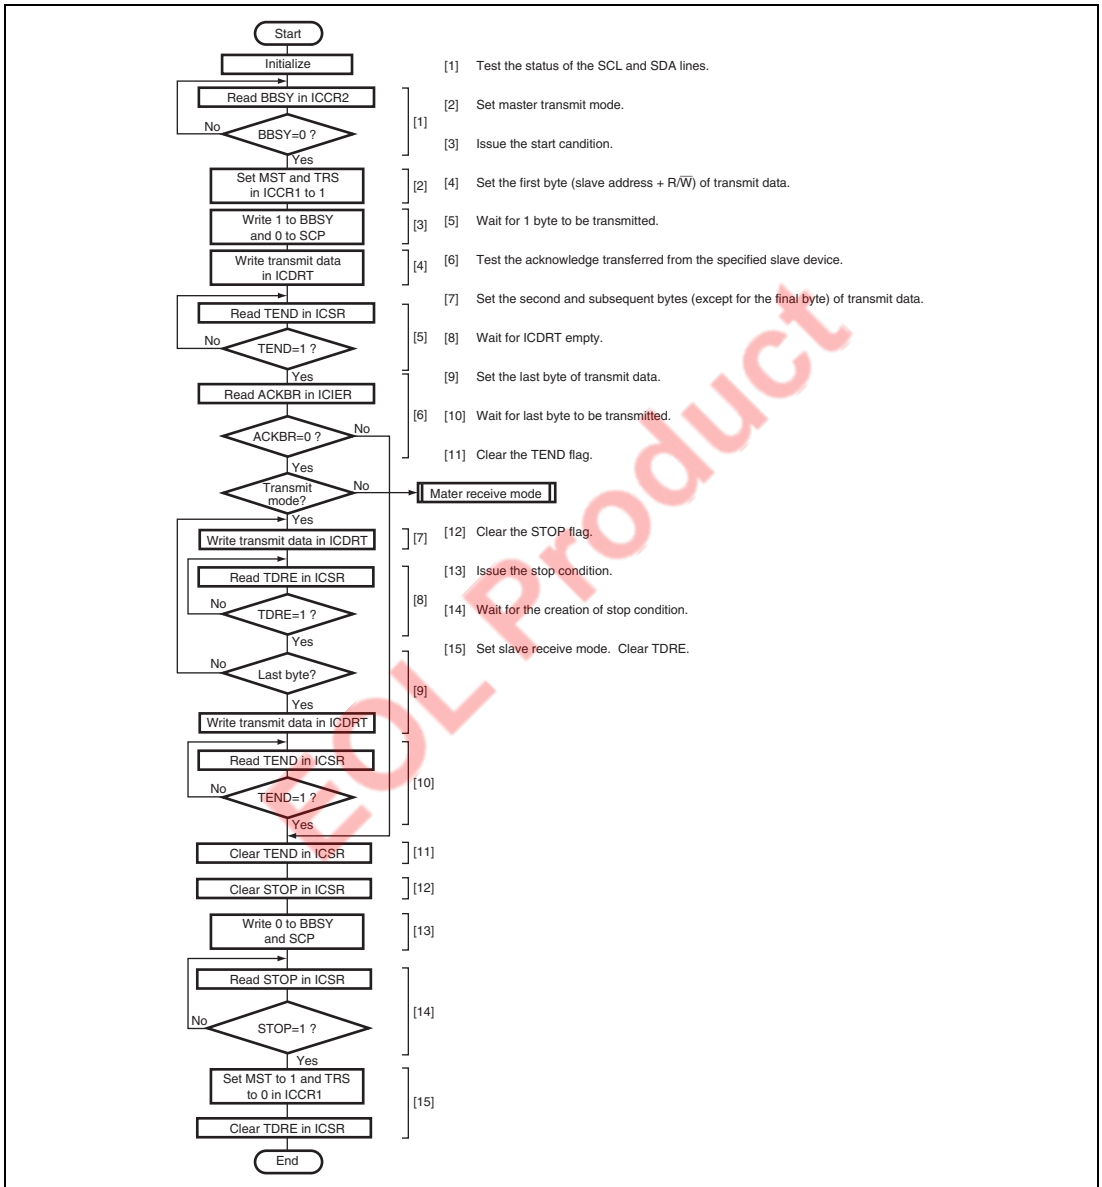 Start
Initialize
Read BBSY in ICCR2
BBSY=0 ?
No
Yes
[1]
Set MST and TRS
in ICCR1 to 1
[2]
Write 1 to BBSY
and 0 to SCP
[3]
Write transmit data
in ICDRT
[4]
Read TEND in ICSR
TEND=1 ?
No
Yes
[5]
Read ACKBR in ICIER
ACKBR=0 ?
No
Yes
[6]
Transmit
mode?
No
Mater receive mode
Yes
Write transmit data in ICDRT
[7]
Read TDRE in ICSR
TDRE=1 ?
No
Yes
[8]
Last byte?
No
Yes
[9]
Write transmit data in ICDRT
Read TEND in ICSR
TEND=1 ?
No
Yes
[10]
Clear TEND in ICSR
[11]
Clear STOP in ICSR
[12]
Write 0 to BBSY
and SCP
[13]
Read STOP in ICSR
STOP=1 ?
No
Yes
[14]
Set MST to 1 and TRS
to 0 in ICCR1
[15]
Clear TDRE in ICSR
End
[1] Test the status of the SCL and SDA lines.
[2] Set master transmit mode.
[3] Issue the start candition.
[4] Set the first byte (slave address + R/W̅) of transmit data.
[5] Wait for 1 byte to be transmitted.
[6] Test the acknowledge transferred from the specified slave device.
[7] Set the second and subsequent bytes (except for the final byte) of transmit data.
[8] Wait for ICDRT empty.
[9] Set the last byte of transmit data.
[10] Wait for last byte to be transmitted.
[11] Clear the TEND flag.
[12] Clear the STOP flag.
[13] Issue the stop condition.
[14] Wait for the creation of stop condition.
[15] Set slave receive mode. Clear TDRE.
EOL Product